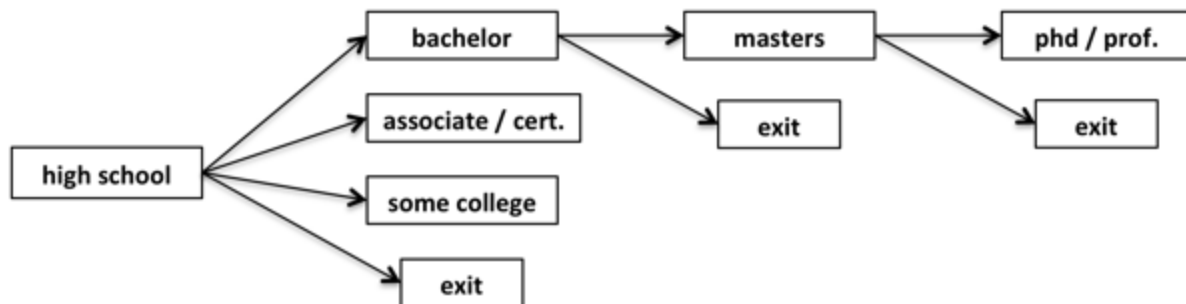 bachelor
masters
phd / prof.
associate / cert.
exit
exit
high school
some college
exit